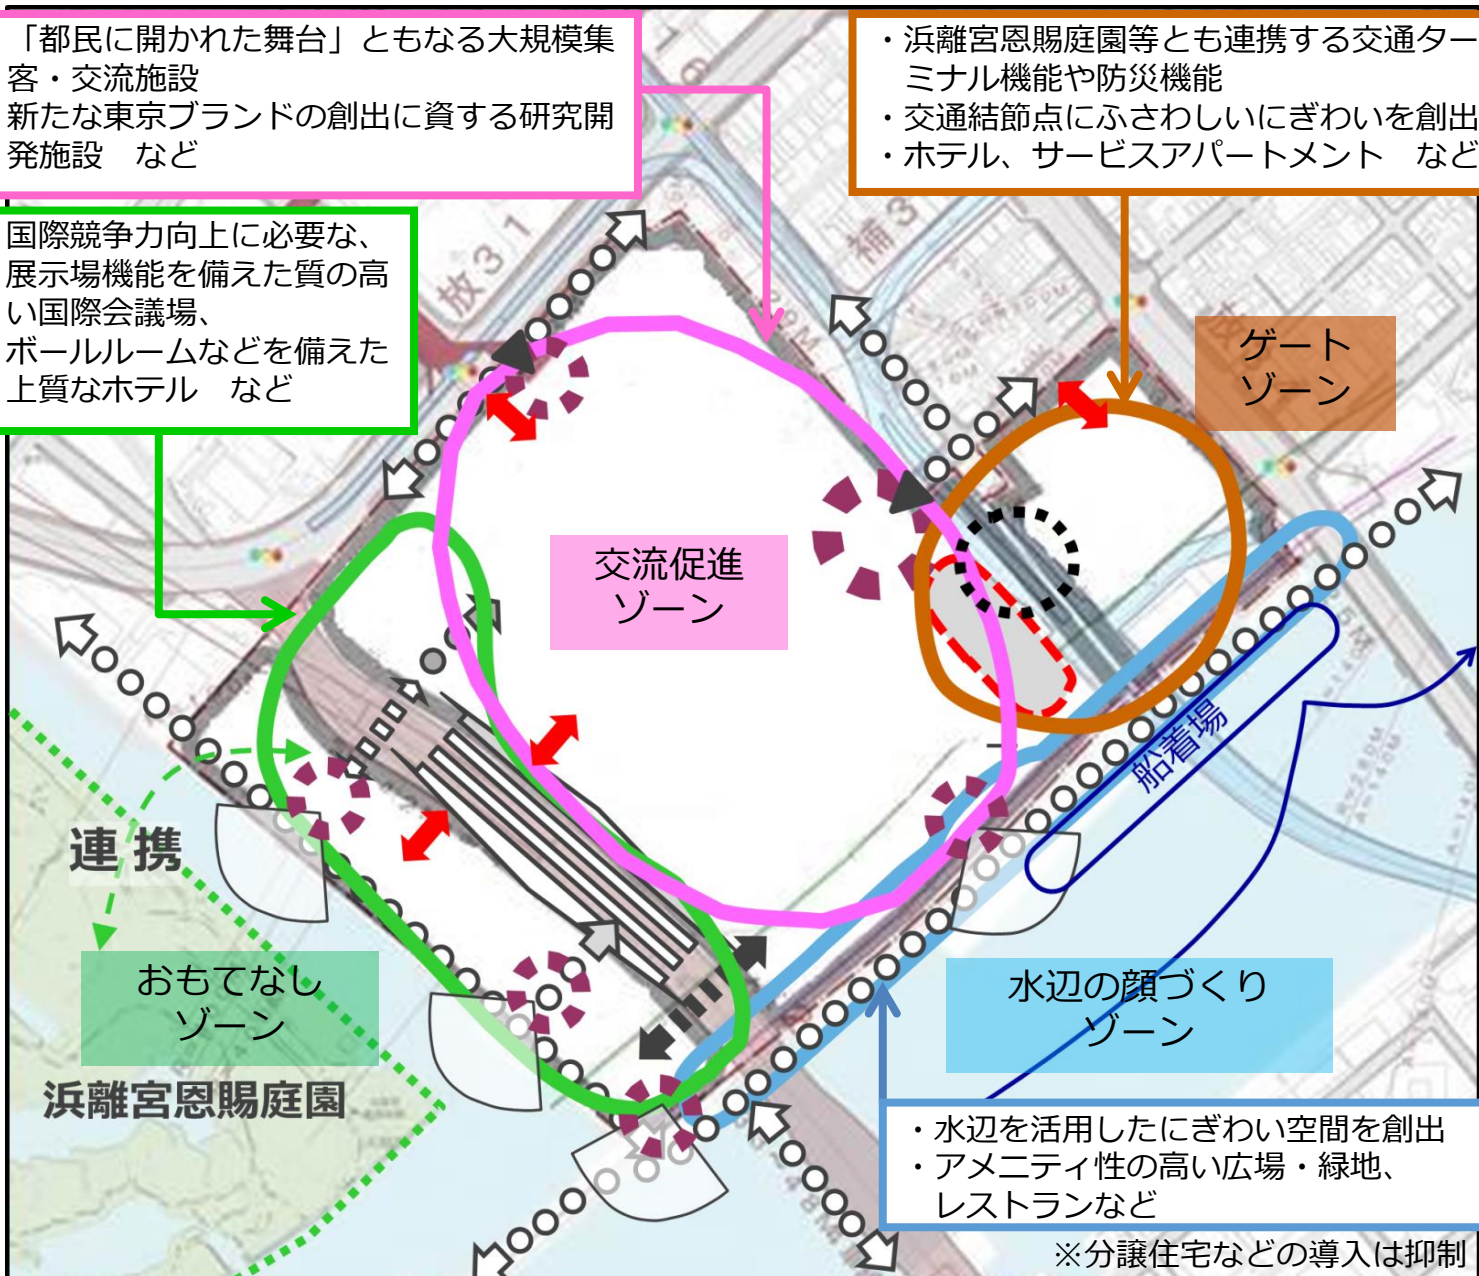 「都民に開かれた舞台」ともなる大規模集
客・交流施設
新たな東京ブランドの創出に資する研究開
発施設　など
・浜離宮恩賜庭園等とも連携する交通ター
ミナル機能や防災機能
・交通結節点にふさわしいにぎわいを創出
・ホテル、サービスアパートメント　など
国際競争力向上に必要な、
展示場機能を備えた質の高
い国際会議場、
ボールルームなどを備えた
上質なホテル　など
放31
補3
16
ゲート
ゾーン
交流促進
ゾーン
船着場
連携
おもてなし
ゾーン
水辺の顔づくり
ゾーン
浜離宮恩賜庭園
・水辺を活用したにぎわい空間を創出
・アメニティ性の高い広場・緑地、
レストランなど
※分譲住宅などの導入は抑制